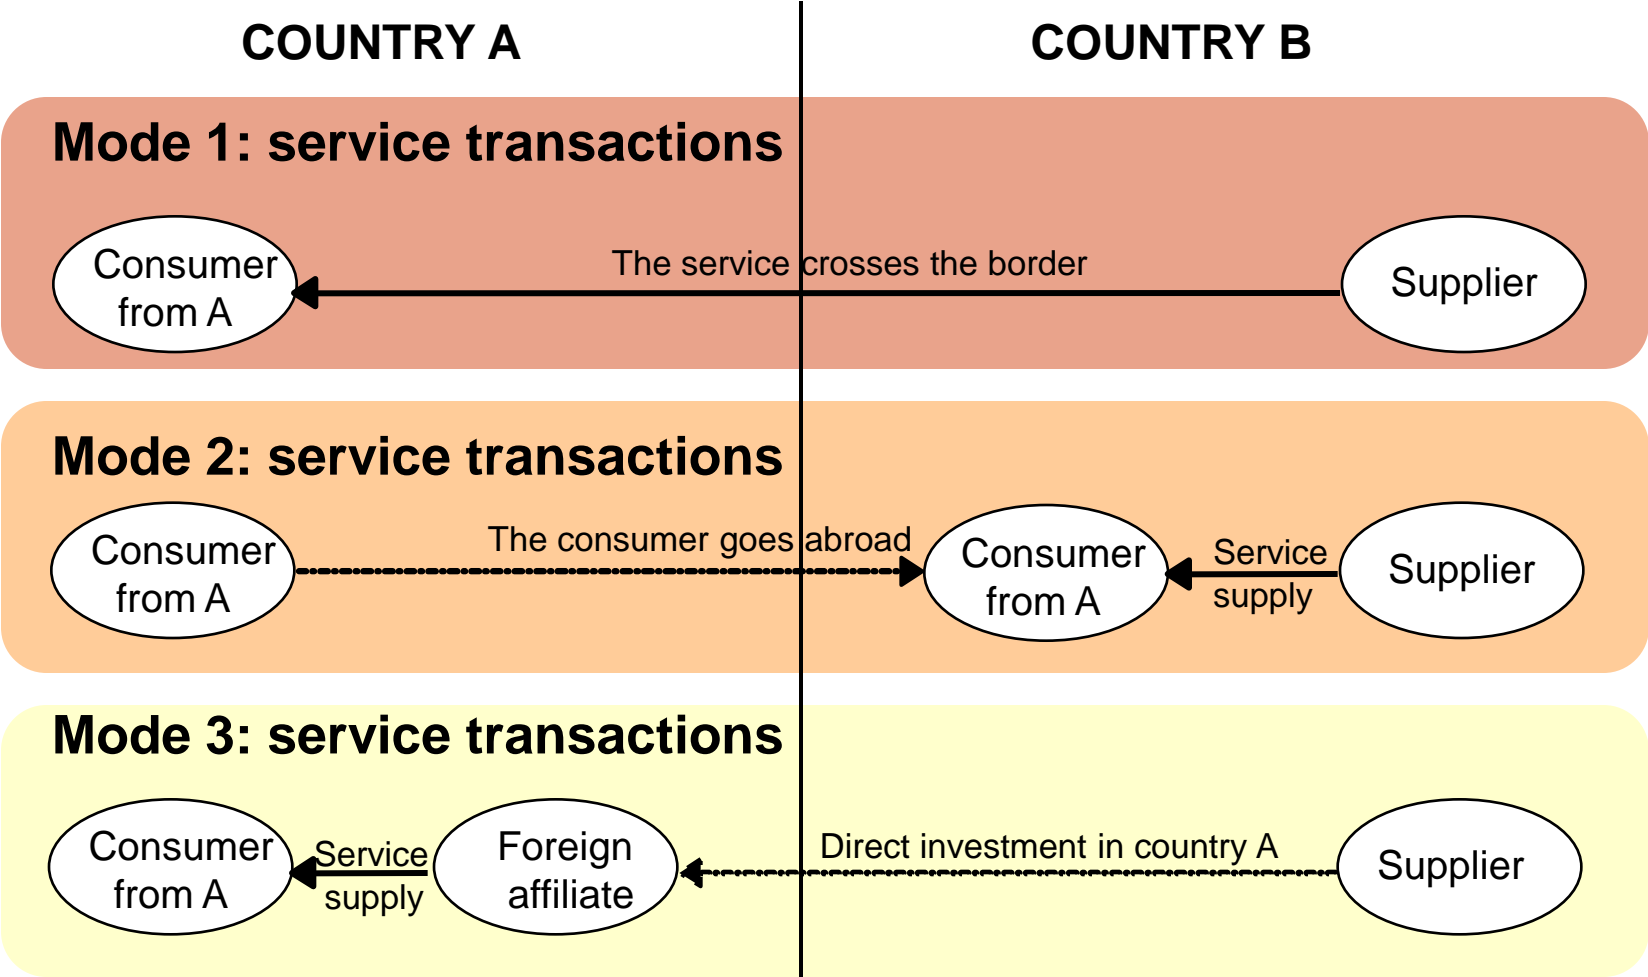 COUNTRY A
COUNTRY B
Mode 1: service transactions
Consumer
from A
The service crosses the border
Supplier
Mode 2: service transactions
Consumer
from A
The consumer goes abroad
Consumer
from A
Service
supply
Supplier
Mode 3: service transactions
Consumer
from A
Service
supply
Foreign
affiliate
Direct investment in country A
Supplier